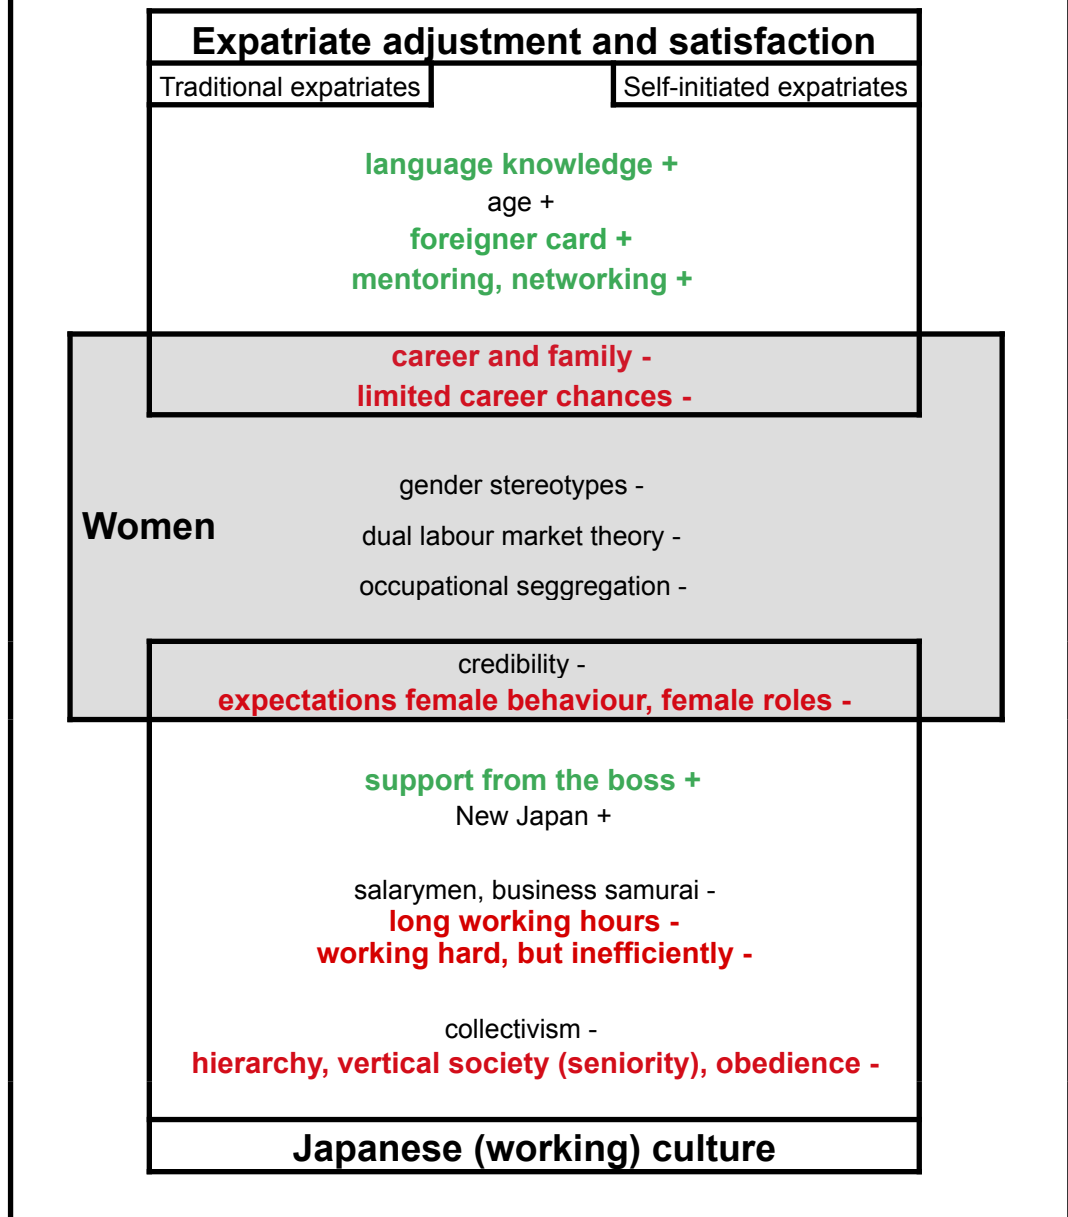 Expatriate adjustment and satisfaction
Traditional expatriates
Self-initiated expatriates
language knowledge +
age +
foreigner card +
mentoring, networking +
career and family -
limited career chances -
gender stereotypes -
Women
dual labour market theory -
occupational seggregation -
credibility -
expectations female behaviour, female roles -
support from the boss +
New Japan +
salarymen, business samurai -
long working hours -
working hard, but inefficiently -
collectivism -
hierarchy, vertical society (seniority), obedience -
Japanese (working) culture